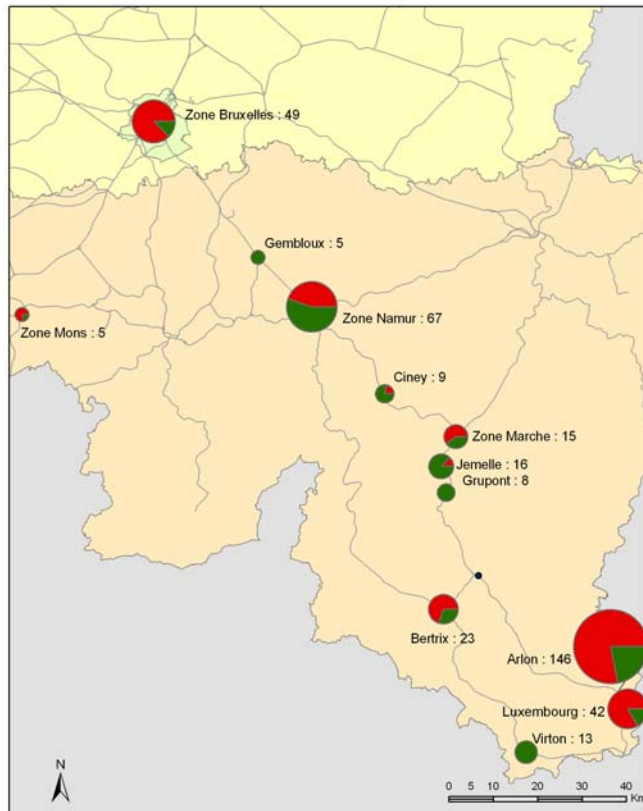 Zone Bruxelles : 49
Gembloux : 5
Zone Namur : 67
Zone Mons : 5
Ciney : 9
Zone Marche : 15
Jemelle : 16
Grupont : 8
Bertrix : 23
Arlon : 146
Luxembourg : 42
Virton : 13
N
0 5 10 20 30 40
Km